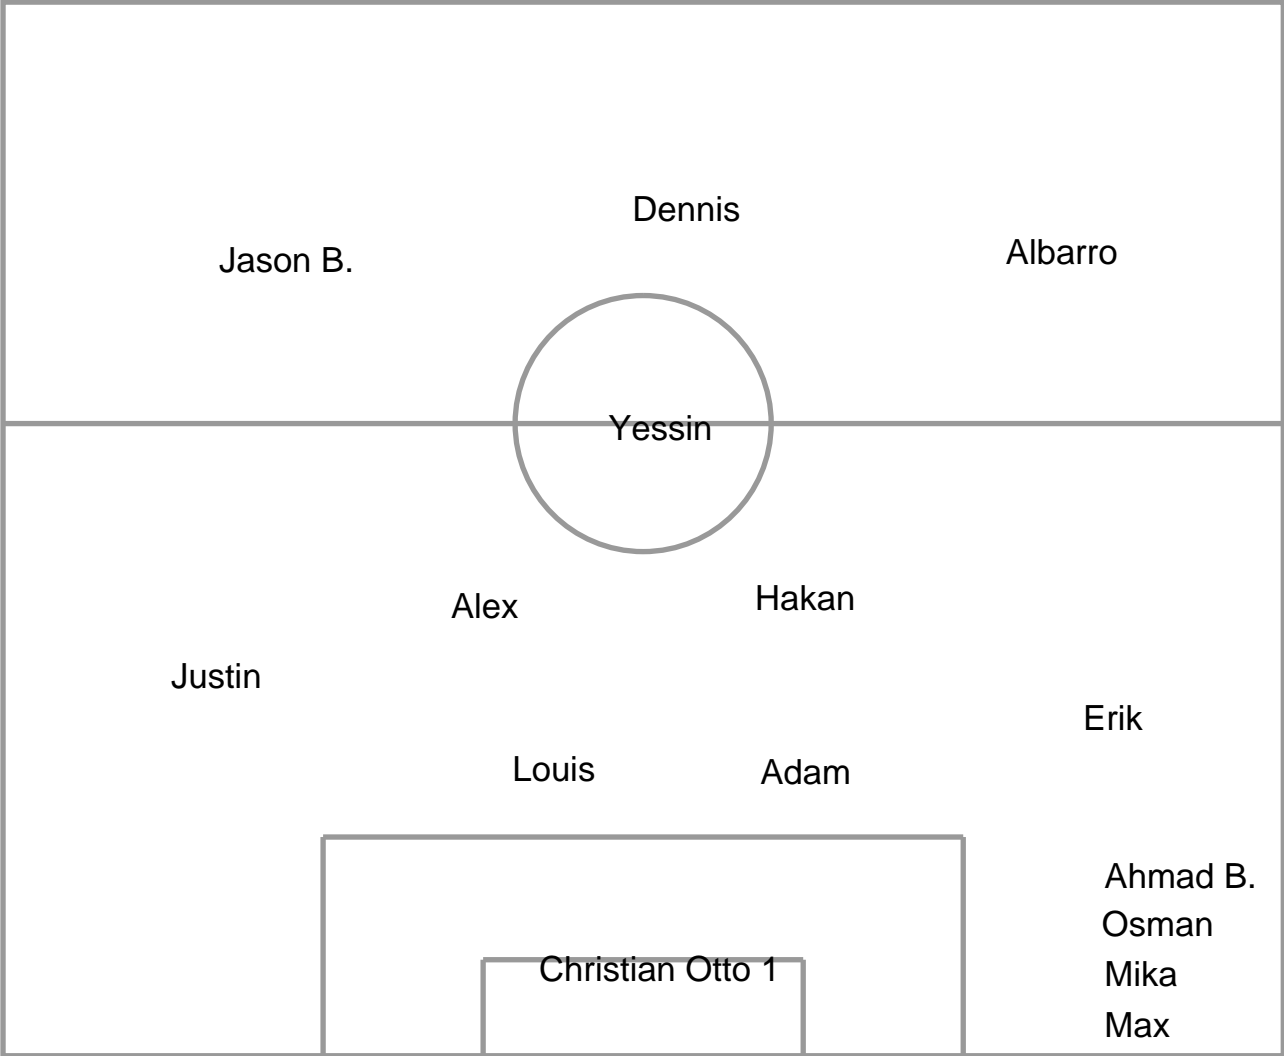 Dennis
Jason B.
Albarro
Yessin
Alex
Hakan
Justin
Erik
Louis
Adam
Ahmad B.
Osman
Christian Otto 1
Mika
Max